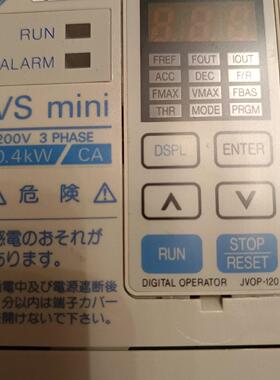 RUN
ALARM
VS mini
200V 3 PHASE
0.4kW / CA
危険
感電のおそれが
あります。
電中及び電源遮断後
分以内は端子カバー
開けないで下さい。
FREF FOUT IOUT
ACC DEC F/R
FMAX VMAX FBAS
THR MODE PRGM
DSPL ENTER
RUN STOP
RESET
DIGITAL OPERATOR JVOP-120